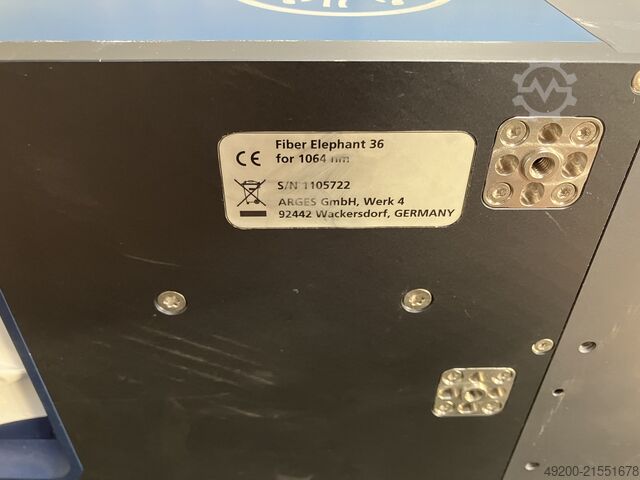 Fiber Elephant 36
for 1064 nm
CE
S/N 1105722
ARGES GmbH, Werk 4
92442 Wackersdorf, GERMANY
49200-21551678